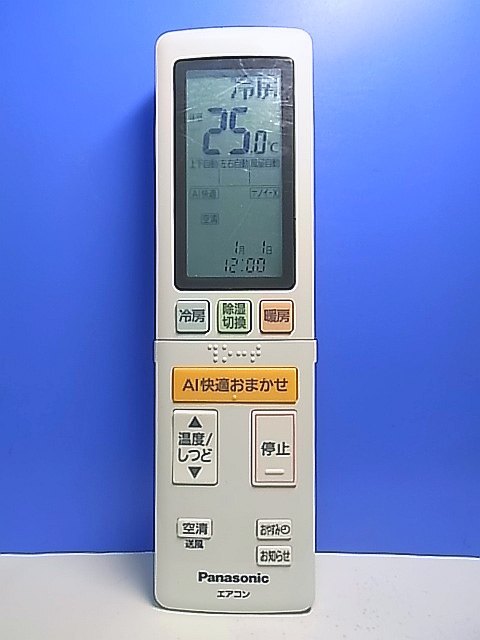 冷房
25.0℃
上下自動 左右自動 風量自動
AI快適 ナノイーX
空清
1月 1日
12:00
冷房 除湿切換 暖房
AI快適おまかせ
温度/しつど
停止
空清 おやすみ
送風
お知らせ
Panasonic
エアコン